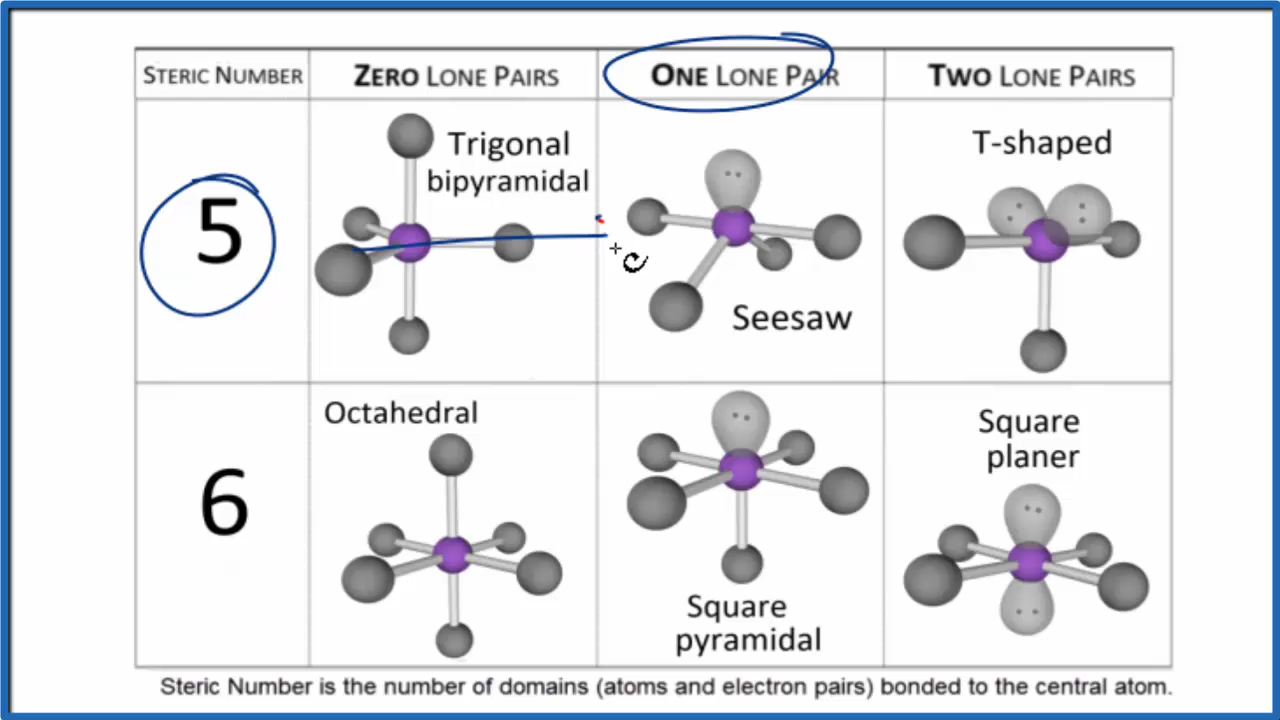 STERIC NUMBER
ZERO LONE PAIRS
ONE LONE PAIR
TWO LONE PAIRS
5
Trigonal
bipyramidal
Seesaw
T-shaped
6
Octahedral
Square
pyramidal
Square
planer
Steric Number is the number of domains (atoms and electron pairs) bonded to the central atom.